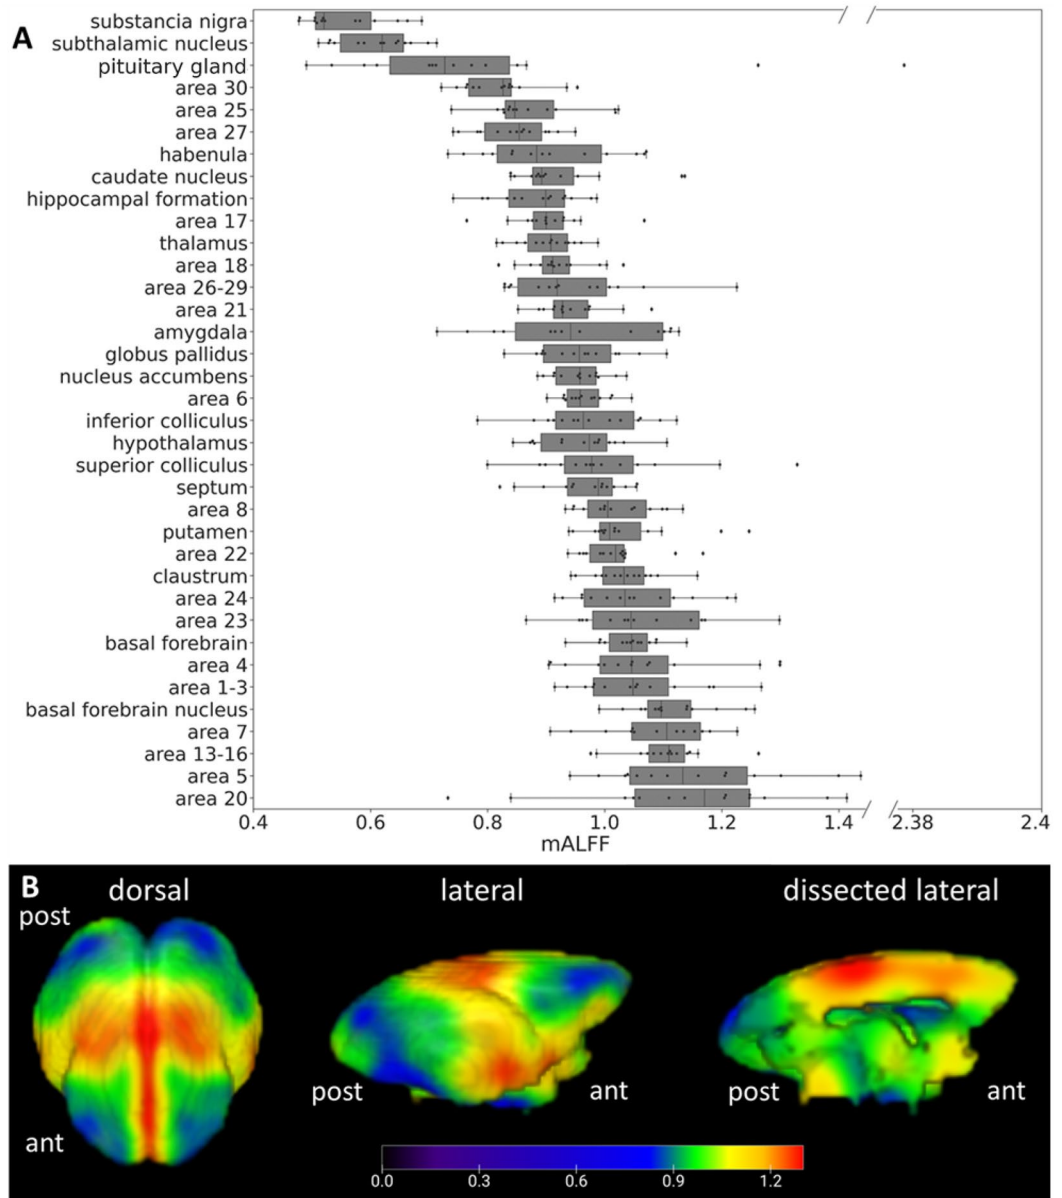 A
substancia nigra
subthalamic nucleus
pituitary gland
area 30
area 25
area 27
habenula
caudate nucleus
hippocampal formation
area 17
thalamus
area 18
area 26-29
area 21
amygdala
globus pallidus
nucleus accumbens
area 6
inferior colliculus
hypothalamus
superior colliculus
septum
area 8
putamen
area 22
claustrum
area 24
area 23
basal forebrain
area 4
area 1-3
basal forebrain nucleus
area 7
area 13-16
area 5
area 20
0.4 0.6 0.8 1.0 1.2 1.4 2.38 2.4
mALFF
B dorsal lateral dissected lateral
post
post ant post ant
ant
0.0 0.3 0.6 0.9 1.2